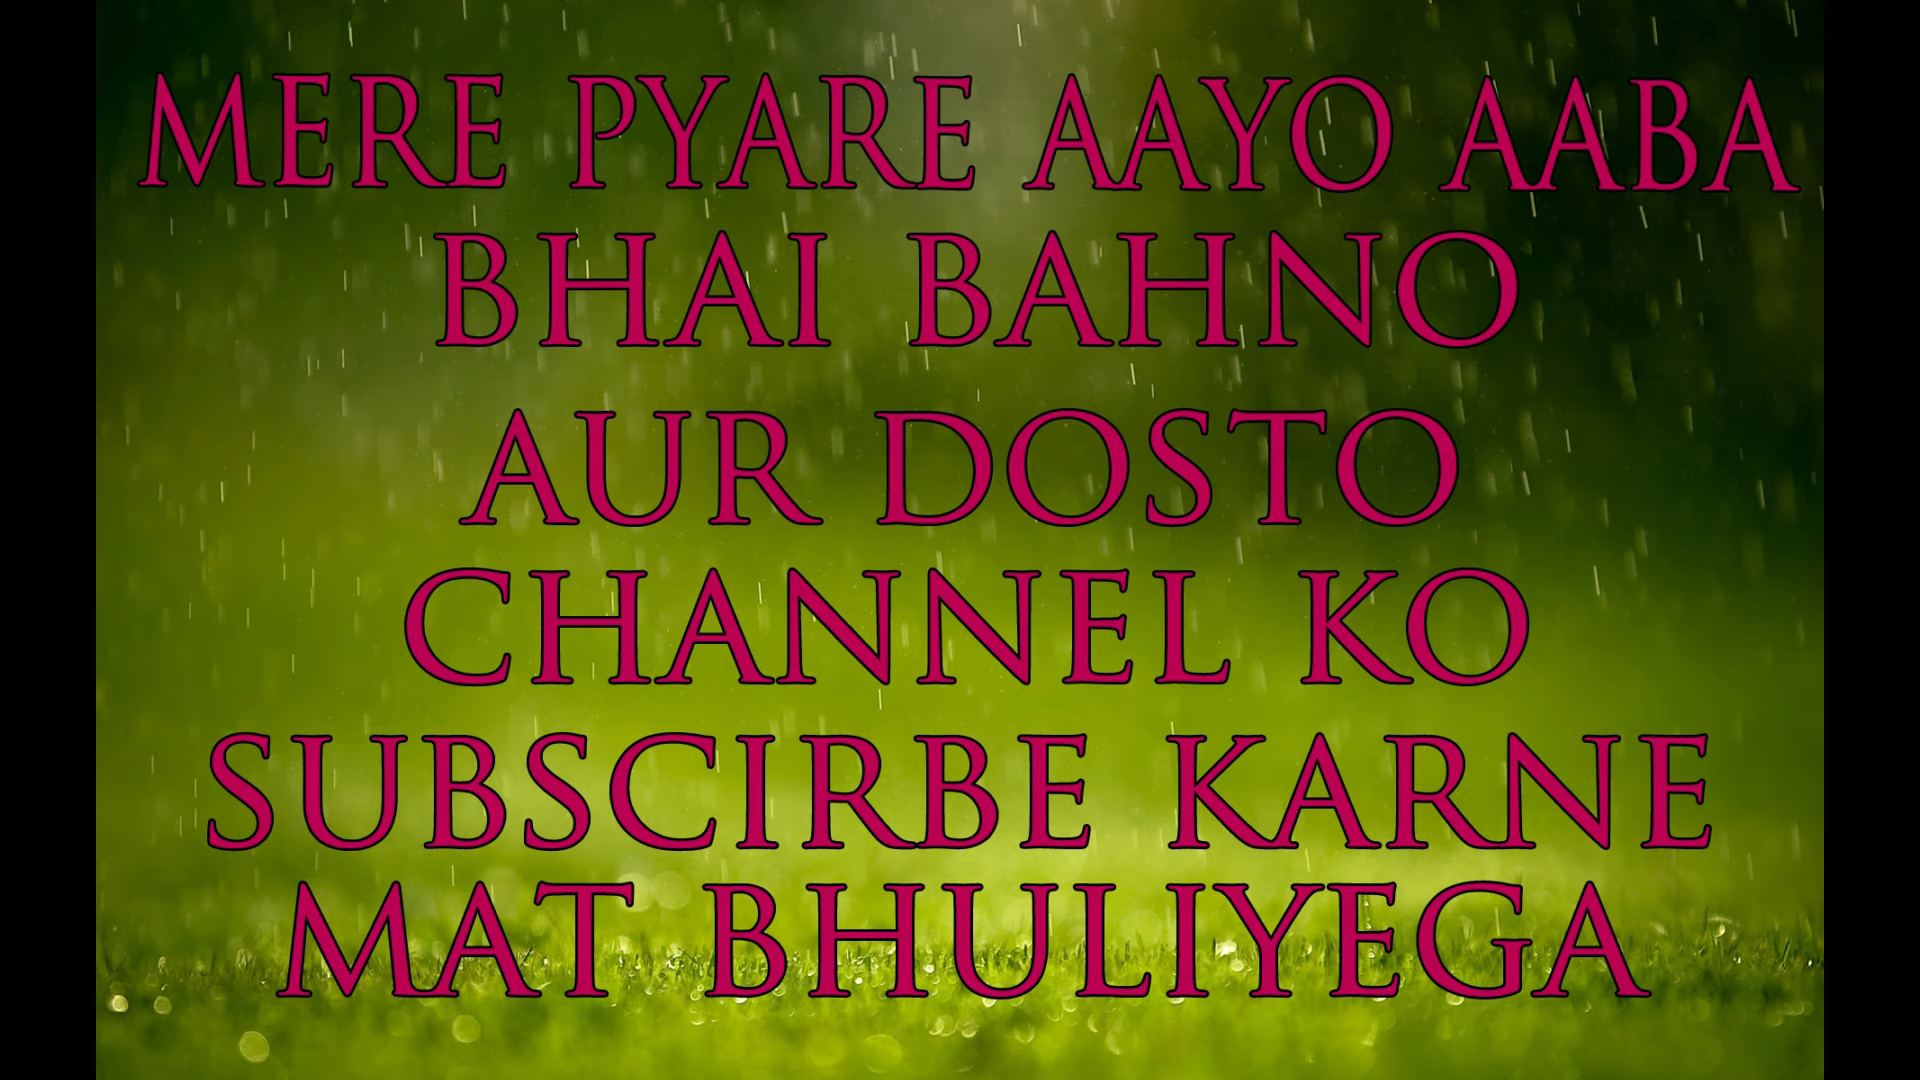 MERE PYARE AAYO AABA
BHAI BAHNO
AUR DOSTO
CHANNEL KO
SUBSCIRBE KARNE
MAT BHULIYEGA